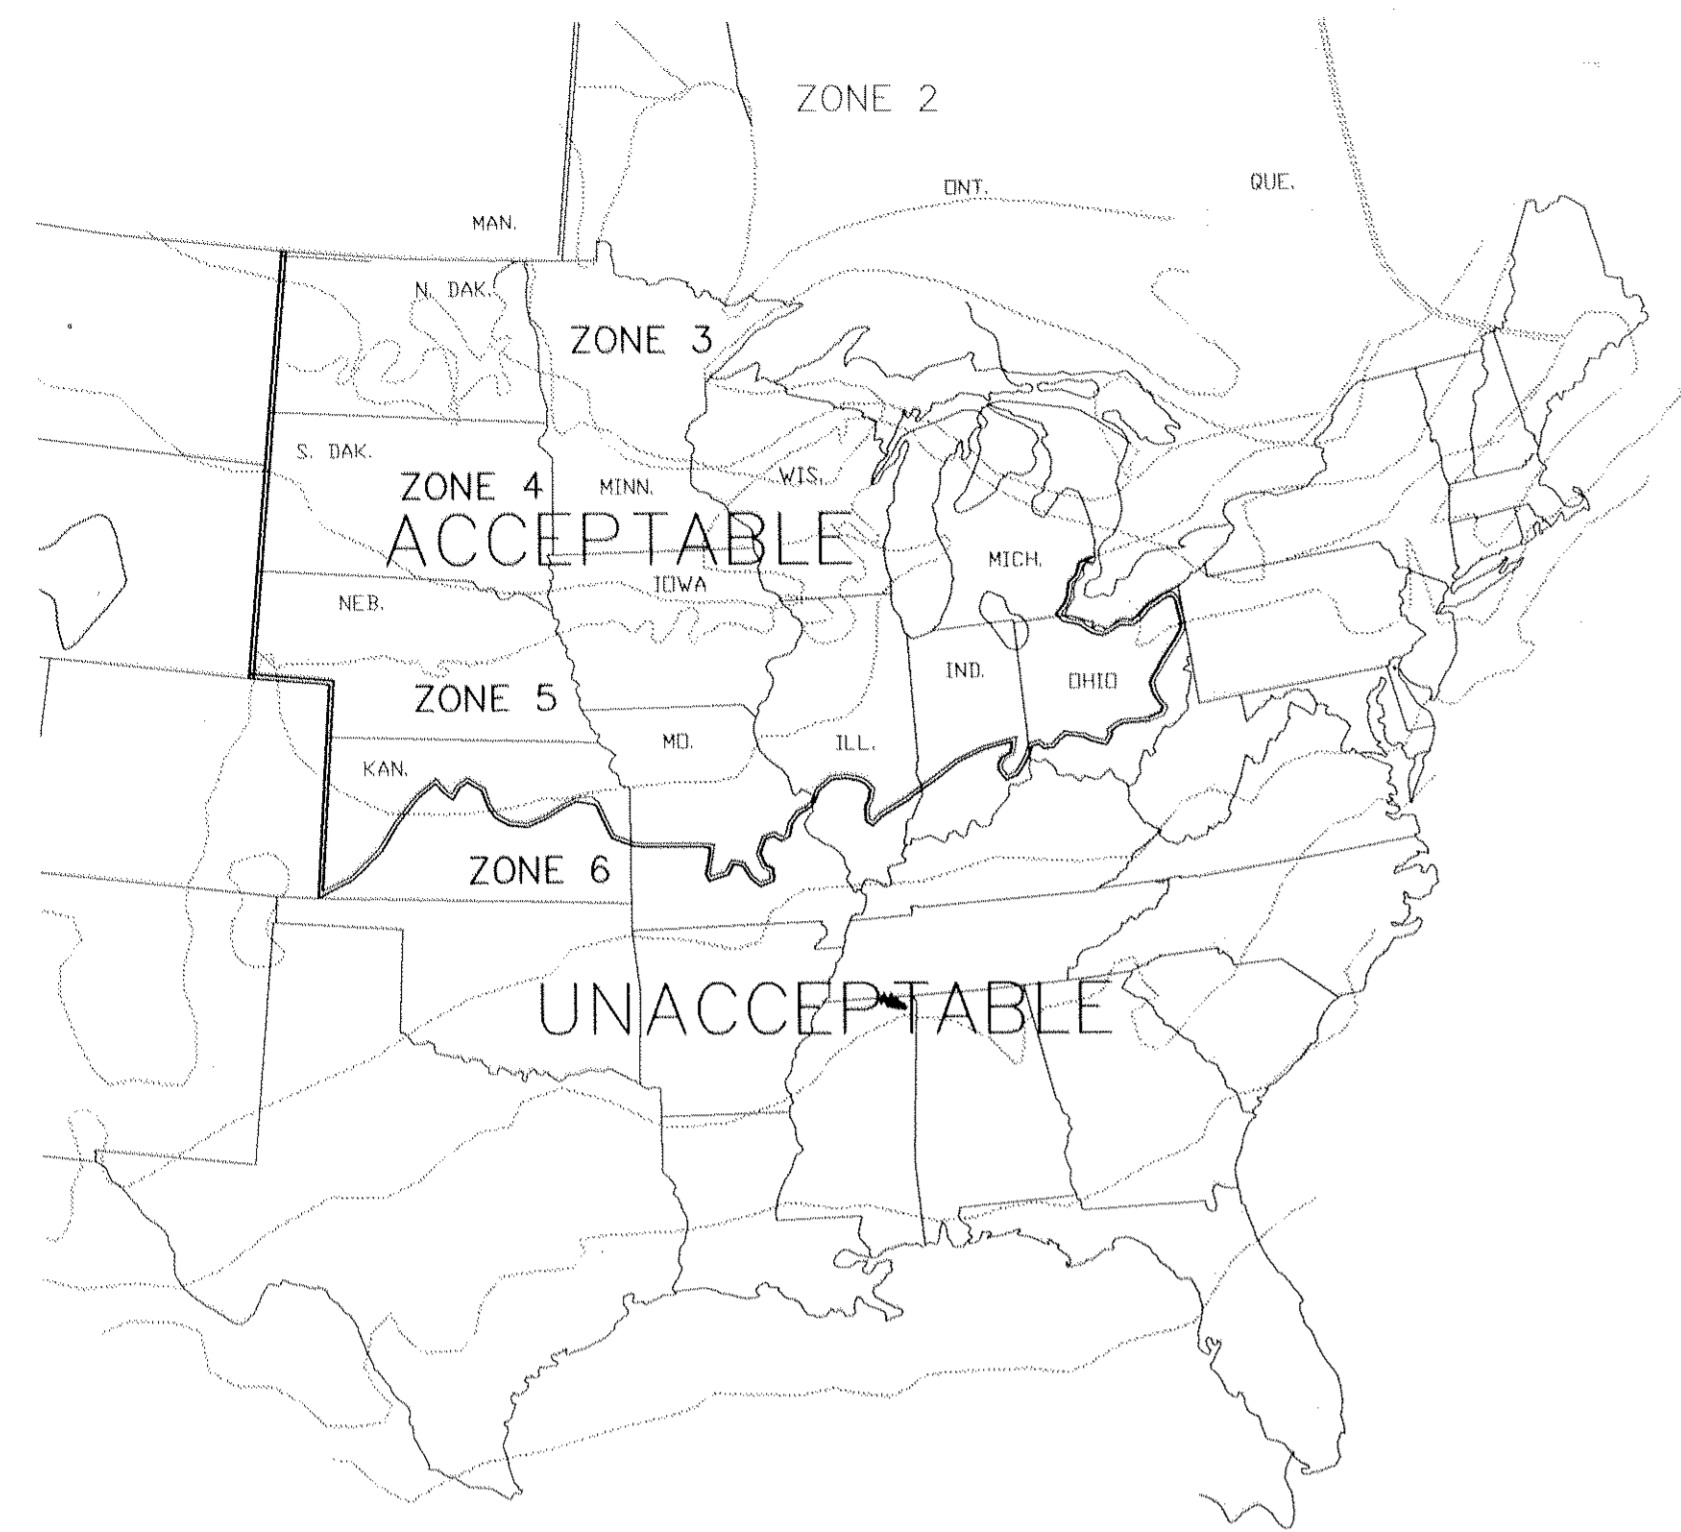 ZONE 2
ONT.
QUE.
MAN.
N. DAK.
ZONE 3
S. DAK.
ZONE 4
MINN.
WIS.
ACCEPTABLE
MICH.
IOWA
NEB.
IND.
OHIO
ZONE 5
MO.
ILL.
KAN.
ZONE 6
UNACCEPTABLE